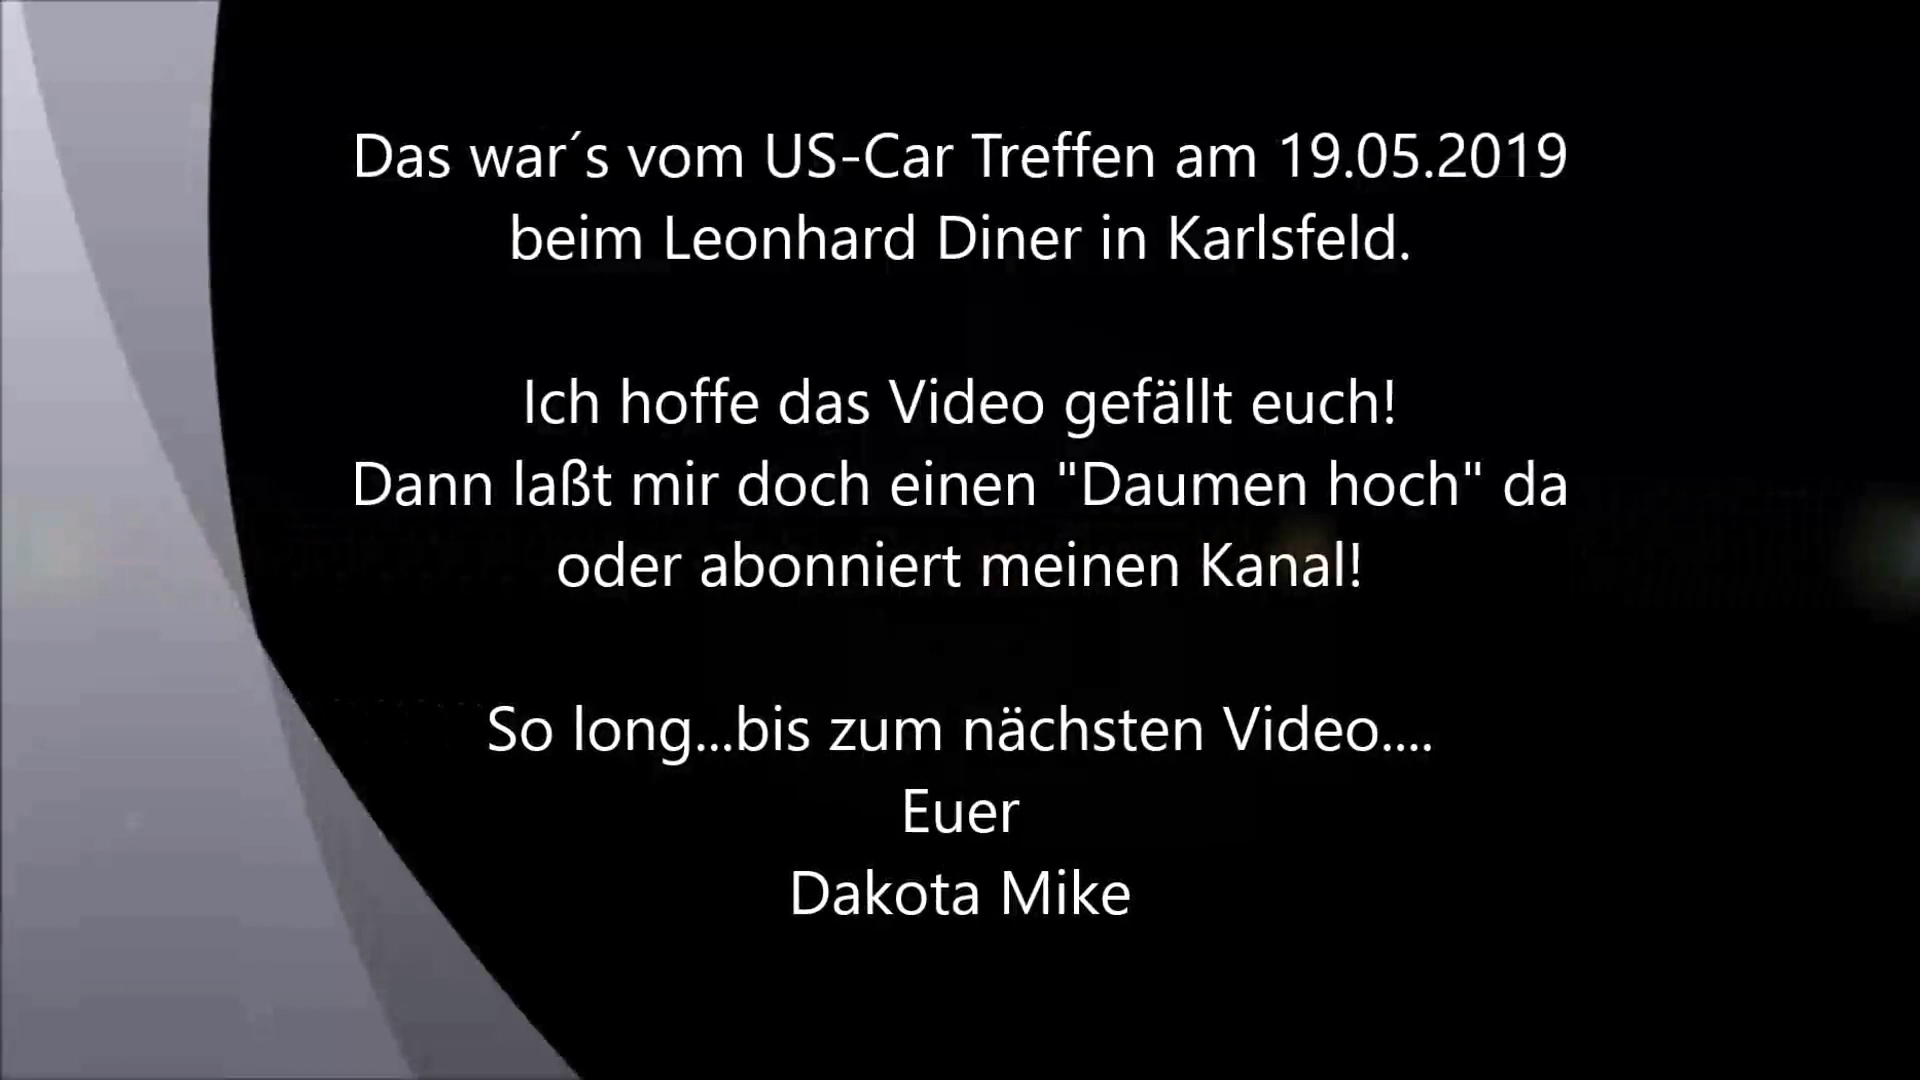 Das war´s vom US-Car Treffen am 19.05.2019
beim Leonhard Diner in Karlsfeld.
Ich hoffe das Video gefällt euch!
Dann laßt mir doch einen "Daumen hoch" da
oder abonniert meinen Kanal!
So long...bis zum nächsten Video....
Euer
Dakota Mike